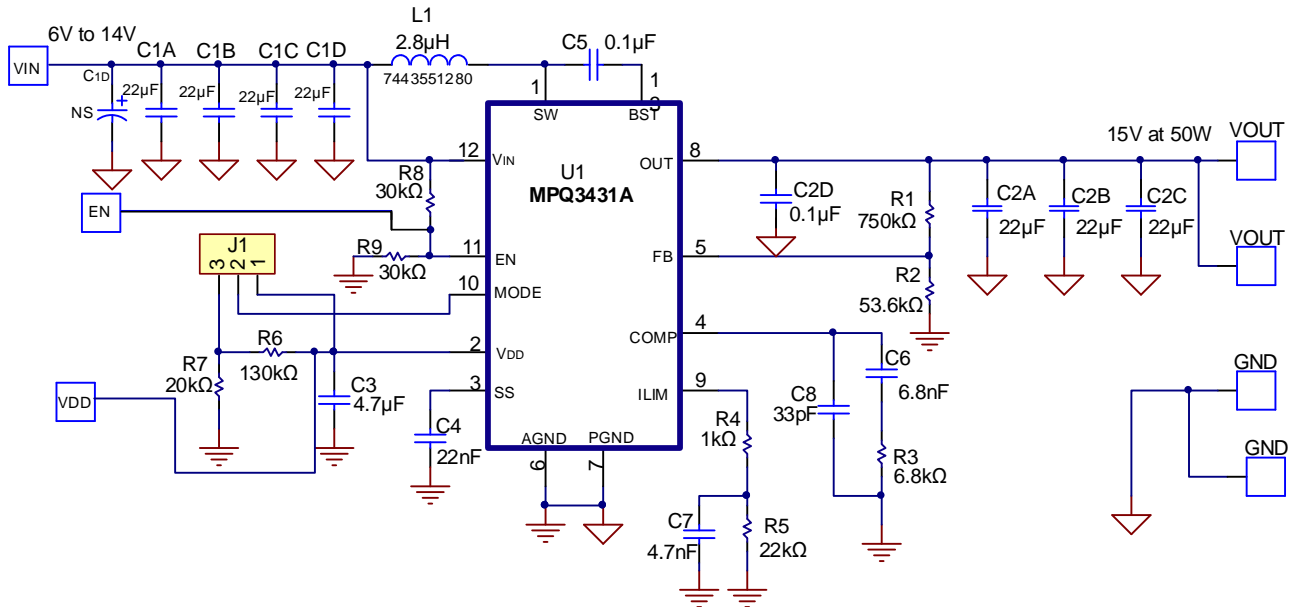 6V to 14V
VIN
C1D
NS
C1A
22µF
C1B
22µF
C1C
22µF
C1D
22µF
L1
2.8µH
7443551280
C5
0.1µF
1
SW
1
3
BST
12
VIN
U1
MPQ3431A
OUT
8
15V at 50W
VOUT
VOUT
R8
30kΩ
EN
R9
30kΩ
11
EN
10
MODE
J1
3
2
1
C2D
0.1µF
R1
750kΩ
C2A
22µF
C2B
22µF
C2C
22µF
FB
5
R2
53.6kΩ
R6
130kΩ
R7
20kΩ
2
VDD
VDD
C3
4.7µF
3
SS
C4
22nF
COMP
4
C6
6.8nF
C8
33pF
R3
6.8kΩ
ILIM
9
R4
1kΩ
C7
4.7nF
R5
22kΩ
AGND
6
PGND
7
GND
GND